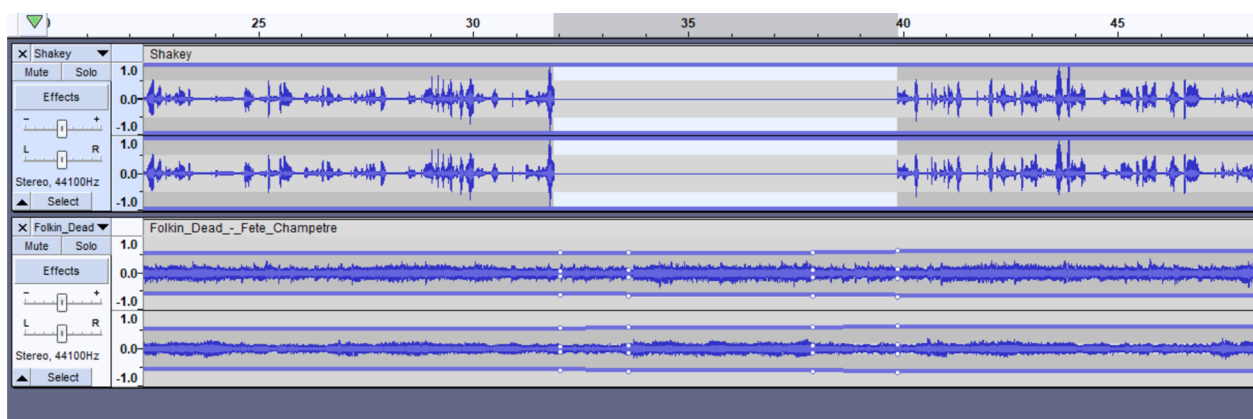 25 30 35 40 45
Shakey Shakey
Mute Solo 1.0
Effects 0.0
- + -1.0
L R 1.0
Stereo, 44100Hz 0.0
Select -1.0
Folkin_Dead Folkin_Dead_-_Fete_Champetre
Mute Solo 1.0
Effects 0.0
- + -1.0
L R 1.0
Stereo, 44100Hz 0.0
Select -1.0